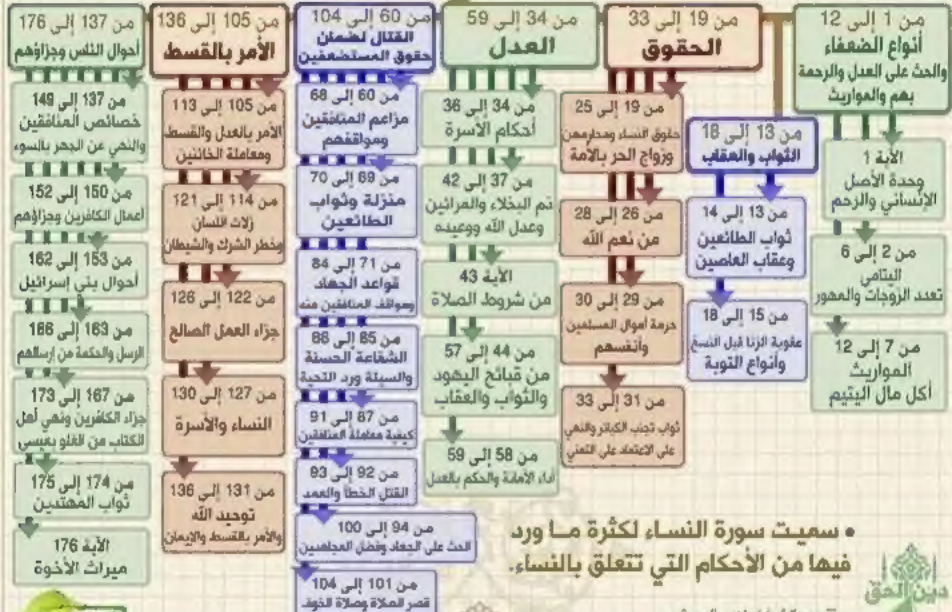 من 1 إلى 12
أنواع الضعفاء
والحث على العدل والرحمة
بهم والمواريث
الآية 1
وحدة الأصل
الإنساني والرحم
من 2 إلى 6
اليتامى
تعدد الزوجات والمهور
من 7 إلى 12
المواريث
أكل مال اليتيم
من 13 إلى 18
الثواب والعقاب
من 13 إلى 14
ثواب الطائعين
وعقاب العاصين
من 15 إلى 18
عقوبة الزنا قبل النسخ
وأنواع التوبة
من 19 إلى 33
الحقوق
من 19 إلى 25
حقوق النساء ومحارمهن
وزواج الحر بالأمة
من 26 إلى 28
من نعم الله
من 29 إلى 30
حرمة أموال المسلمين
وأنفسهم
من 31 إلى 33
ثواب تجنب الكبائر والنهي
على الاعتماد على التمني
من 34 إلى 59
العدل
من 34 إلى 36
أحكام الأسرة
من 37 إلى 42
ذم البخلاء والمرائين
وعدل الله ووعيده
الآية 43
من شروط الصلاة
من 44 إلى 57
من قبائح اليهود
والثواب والعقاب
من 58 إلى 59
أداء الأمانة والحكم بالعدل
من 60 إلى 104
القتال لضمان
حقوق المستضعفين
من 60 إلى 68
مزاعم المنافقين
ومواقفهم
من 69 إلى 70
منزلة وثواب
الطائعين
من 71 إلى 84
قواعد الجهاد
ومواقف المنافقين منه
من 85 إلى 86
الشفاعة الحسنة
والسيئة ورد التحية
من 87 إلى 91
كيفية معاملة المنافقين
من 92 إلى 93
القتل الخطأ والعمد
من 94 إلى 100
الحث على الجهاد وفضل المجاهدين
من 101 إلى 104
قصر الصلاة وصلاة الخوف
من 105 إلى 136
الأمر بالقسط
من 105 إلى 113
الأمر بالعدل والقسط
ومعاملة الخائنين
من 114 إلى 121
زلات اللسان
وخطر الشرك والشيطان
من 122 إلى 126
جزاء العمل الصالح
من 127 إلى 130
النساء والأسرة
من 131 إلى 136
توحيد الله
والأمر بالقسط والإيمان
من 137 إلى 176
أحوال الناس وجزاؤهم
من 137 إلى 149
خصائص المنافقين
والنهي عن الجهر بالسوء
من 150 إلى 152
أعمال الكافرين وجزاؤهم
من 153 إلى 162
أحوال بني إسرائيل
من 163 إلى 166
الرسل والحكمة من إرسالهم
من 167 إلى 173
جزاء الكافرين ونهي أهل
الكتاب من الغلو بعيسى
من 174 إلى 175
ثواب المهتدين
الآية 176
ميراث الأخوة
• سميت سورة النساء لكثرة ما ورد
فيها من الأحكام التي تتعلق بالنساء.
دين الحق